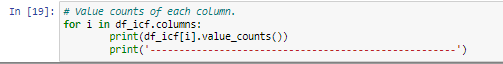 In [19]: # Value counts of each column.
for i in df_icf.columns:
print(df_icf[i].value_counts())
print('--------------------------------------------------')